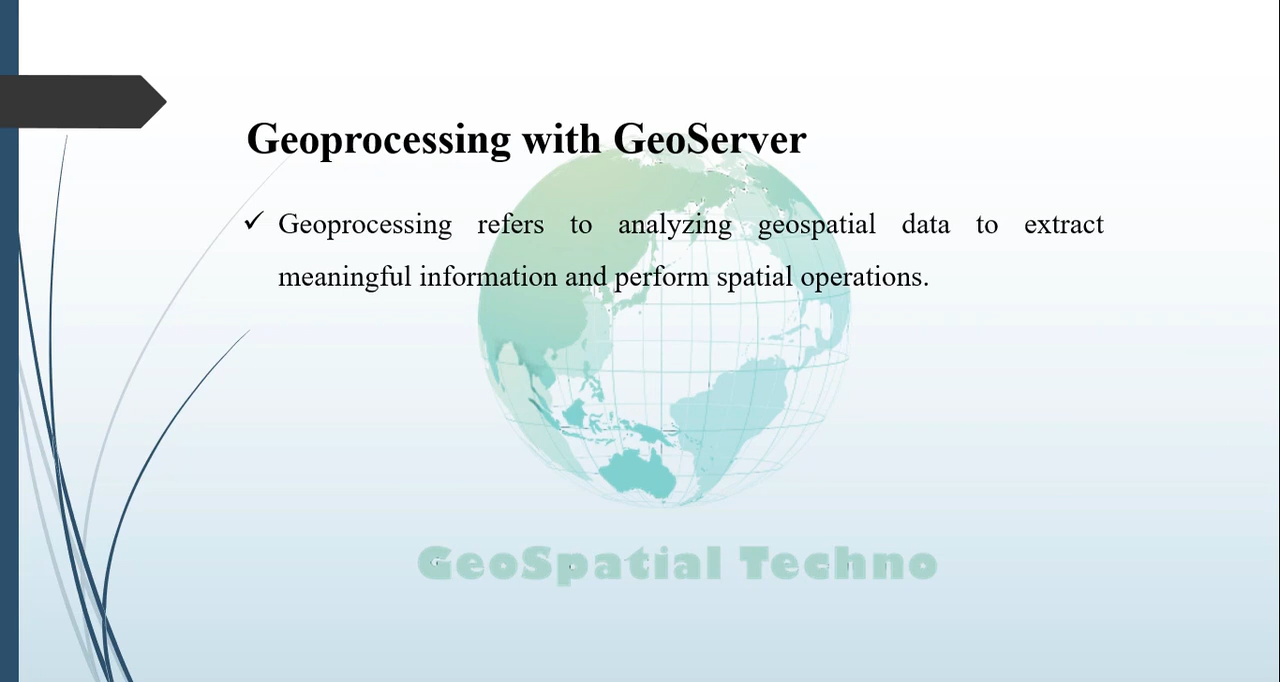 Geoprocessing with GeoServer
✓ Geoprocessing refers to analyzing geospatial data to extract
meaningful information and perform spatial operations.
GeoSpatial Techno